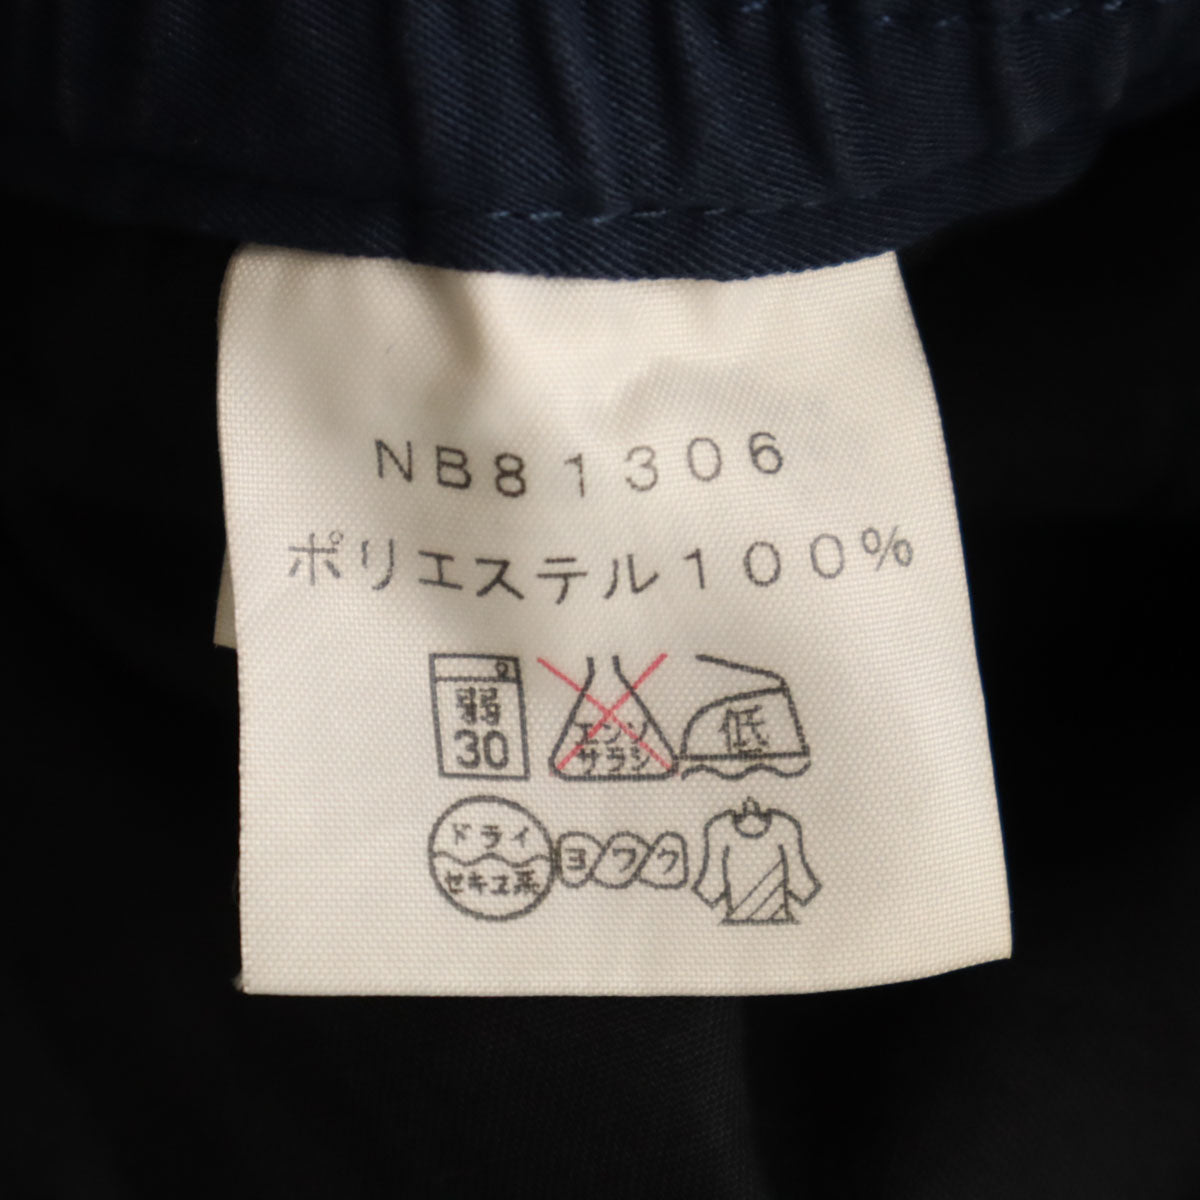 NB81306
ポリエステル100%
弱
30
エンソ
サラシ
低
ドライ
セキユ系
ヨワク